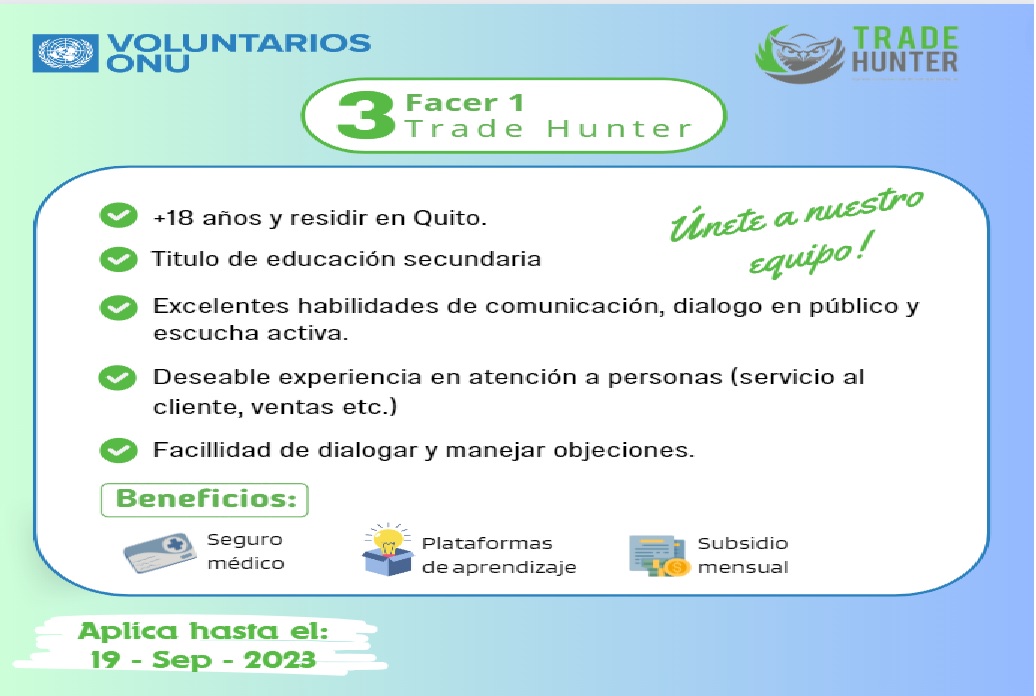 VOLUNTARIOS
ONU
TRADE
HUNTER
3 Facer 1
Trade Hunter
+18 años y residir en Quito.
Únete a nuestro
equipo!
Titulo de educación secundaria
Excelentes habilidades de comunicación, dialogo en público y
escucha activa.
Deseable experiencia en atención a personas (servicio al
cliente, ventas etc.)
Facillidad de dialogar y manejar objeciones.
Beneficios:
Seguro
médico
Plataformas
de aprendizaje
Subsidio
mensual
Aplica hasta el:
19 - Sep - 2023